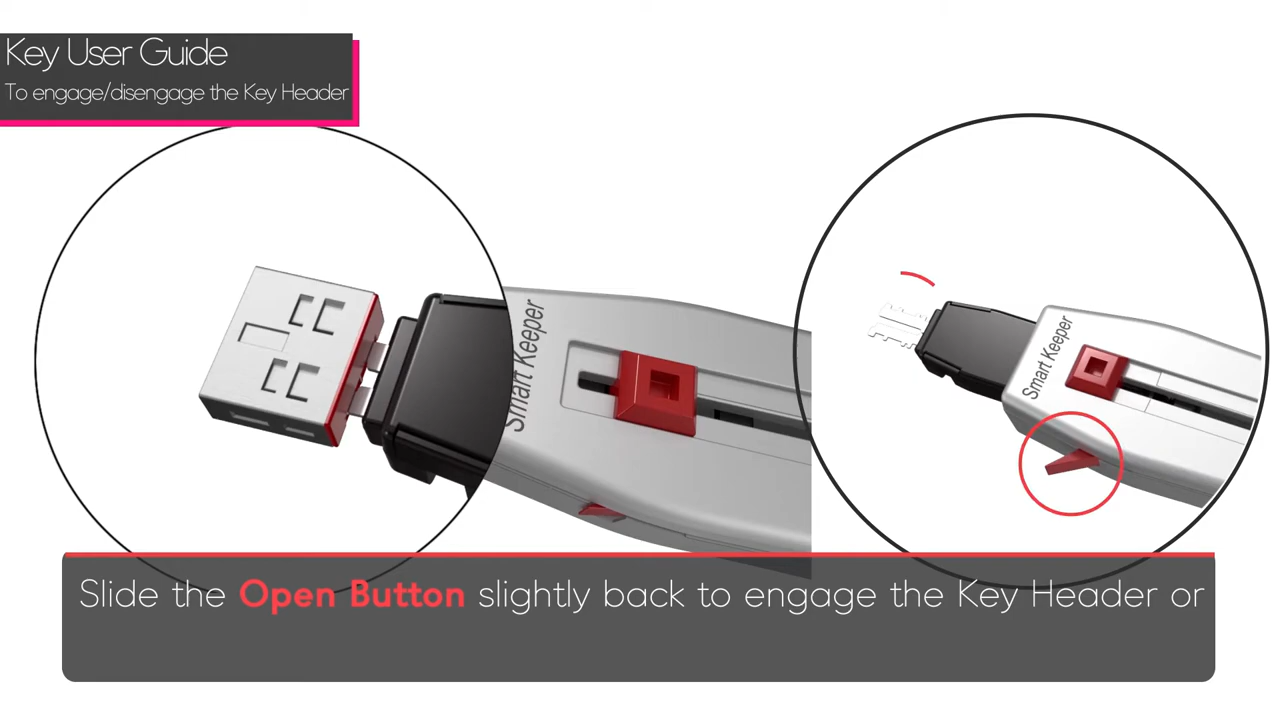 Key User Guide
To engage/disengage the Key Header
Smart Keeper
Smart Keeper
Slide the Open Button slightly back to engage the Key Header or